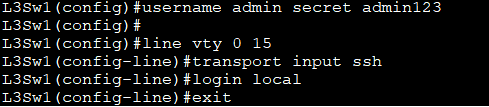 L3Sw1(config)#username admin secret admin123
L3Sw1(config)#
L3Sw1(config)#line vty 0 15
L3Sw1(config-line)#transport input ssh
L3Sw1(config-line)#login local
L3Sw1(config-line)#exit